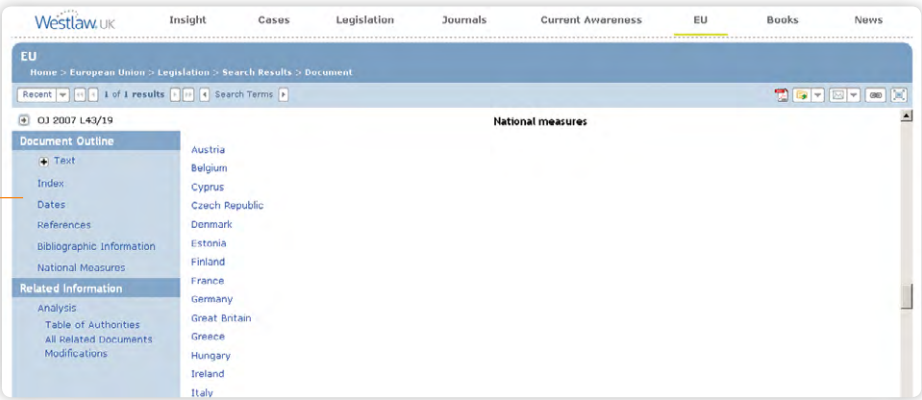 Westlaw.UK
Insight Cases Legislation Journals Current Awareness EU Books News
EU
Home > European Union > Legislation > Search Results > Document
Recent 1 of 1 results Search Terms
OJ 2007 L43/19
Document Outline
Text
Index
Dates
References
Bibliographic Information
National Measures
Related Information
Analysis
Table of Authorities
All Related Documents
Modifications
National measures
Austria
Belgium
Cyprus
Czech Republic
Denmark
Estonia
Finland
France
Germany
Great Britain
Greece
Hungary
Ireland
Italy